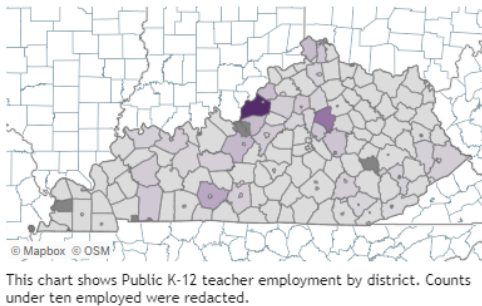 © Mapbox © OSM
This chart shows Public K-12 teacher employment by district. Counts
under ten employed were redacted.